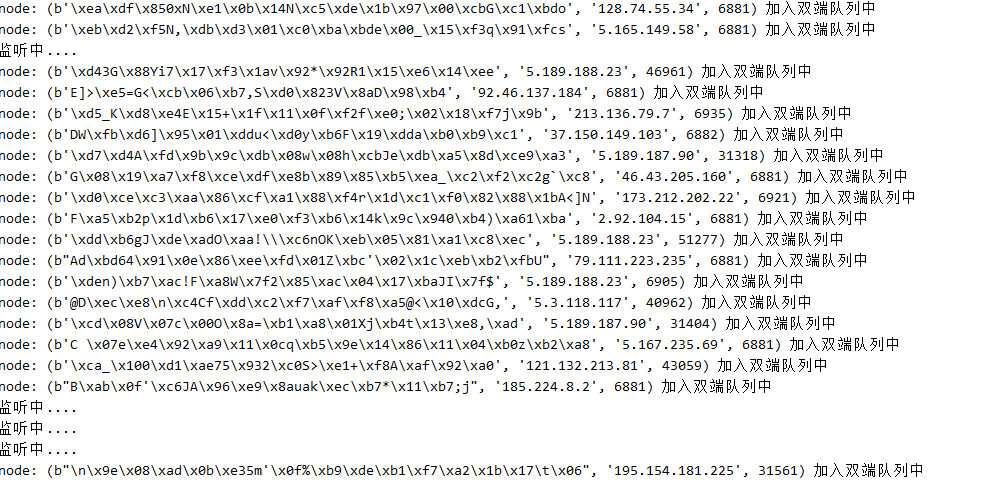 node: (b'\xea\xdf\x850xN\xe1\x0b\x14N\xc5\xde\x1b\x97\x00\xcbG\xc1\xbdo', '128.74.55.34', 6881) 加入双端队列中
node: (b'\xeb\xd2\xf5N,\xdb\xd3\x01\xc0\xba\xbde\x00_\x15\xf3q\x91\xfcs', '5.165.149.58', 6881) 加入双端队列中
监听中....
node: (b'\xd43G\x88Yi7\x17\xf3\x1av\x92*\x92R1\x15\xe6\x14\xee', '5.189.188.23', 46961) 加入双端队列中
node: (b'E]>\xe5=G<\xcb\x06\xb7,S\xd0\x823V\x8aD\x98\xb4', '92.46.137.184', 6881) 加入双端队列中
node: (b'\xd5_K\xd8\xe4E\x15+\x1f\x11\x0f\xf2f\xe0;\x02\x18\xf7j\x9b', '213.136.79.7', 6935) 加入双端队列中
node: (b'DW\xfb\xd6]\x95\x01\xddu<\xd0y\xb6F\x19\xdda\xb0\xb9\xc1', '37.150.149.103', 6882) 加入双端队列中
node: (b'\xd7\xd4A\xfd\x9b\x9c\xdb\x08w\x08h\xcbJe\xdb\xa5\x8d\xce9\xa3', '5.189.187.90', 31318) 加入双端队列中
node: (b'G\x08\x19\xa7\xf8\xce\xdf\xe8b\x89\x85\xb5\xea_\xc2\xf2\xc2g`\xc8', '46.43.205.160', 6881) 加入双端队列中
node: (b'\xd0\xce\xc3\xaa\x86\xcf\xa1\x88\xf4r\x1d\xc1\xf0\x82\x88\x1bA<]N', '173.212.202.22', 6921) 加入双端队列中
node: (b'F\xa5\xb2p\x1d\xb6\x17\xe0\xf3\xb6\x14k\x9c\x940\xb4)\xa61\xba', '2.92.104.15', 6881) 加入双端队列中
node: (b'\xdd\xb6gJ\xde\xadO\xaa!\\\xc6nOK\xeb\x05\x81\xa1\xc8\xec', '5.189.188.23', 51277) 加入双端队列中
node: (b"Ad\xbd64\x91\x0e\x86\xee\xfd\x01Z\xbc'\x02\x1c\xeb\xb2\xfbU", '79.111.223.235', 6881) 加入双端队列中
node: (b'\xden)\xb7\xac!F\xa8W\x7f2\x85\xac\x04\x17\xbaJI\x7f$', '5.189.188.23', 6905) 加入双端队列中
node: (b'@D\xec\xe8\n\xc4Cf\xdd\xc2\xf7\xaf\xf8\xa5@<\x10\xdcG,', '5.3.118.117', 40962) 加入双端队列中
node: (b'\xcd\x08V\x07c\x00O\x8a=\xb1\xa8\x01Xj\xb4t\x13\xe8,\xad', '5.189.187.90', 31404) 加入双端队列中
node: (b'C \x07e\xe4\x92\xa9\x11\x0cq\xb5\x9e\x14\x86\x11\x04\xb0z\xb2\xa8', '5.167.235.69', 6881) 加入双端队列中
node: (b'\xca_\x100\xd1\xae75\x932\xc0S>\xe1+\xf8A\xaf\x92\xa0', '121.132.213.81', 43059) 加入双端队列中
node: (b"B\xab\x0f'\xc6JA\x96\xe9\x8auak\xec\xb7*\x11\xb7;j", '185.224.8.2', 6881) 加入双端队列中
监听中....
监听中....
监听中....
node: (b"\n\x9e\x08\xad\x0b\xe35m'\x0f%\xb9\xde\xb1\xf7\xa2\x1b\x17\t\x06", '195.154.181.225', 31561) 加入双端队列中